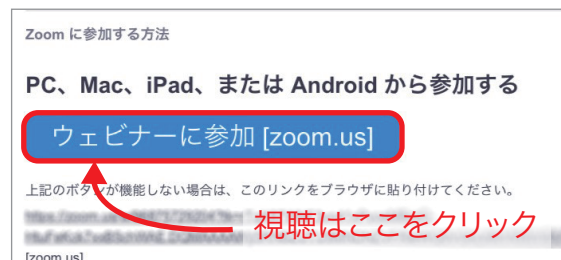 Zoom に参加する方法
PC、Mac、iPad、または Android から参加する
ウェビナーに参加 [zoom.us]
上記のボタンが機能しない場合は、このリンクをブラウザに貼り付けてください。
視聴はここをクリック
[zoom.us]